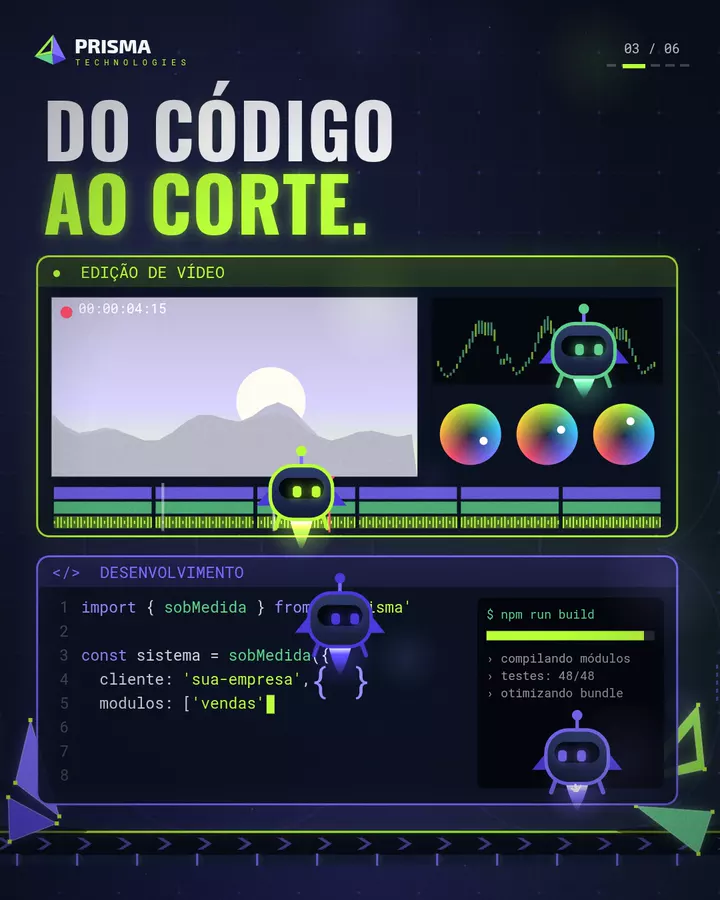 PRISMA
TECHNOLOGIES
03 / 06
DO CÓDIGO
AO CORTE.
EDIÇÃO DE VÍDEO
00:00:04:15
</> DESENVOLVIMENTO
1 import { sobMedida } from isma'
2
3 const sistema = sobMedida({
4 cliente: 'sua-empresa',
5 modulos: ['vendas'
6
7
8
{ }
$ npm run build
› compilando módulos
› testes: 48/48
› otimizando bundle